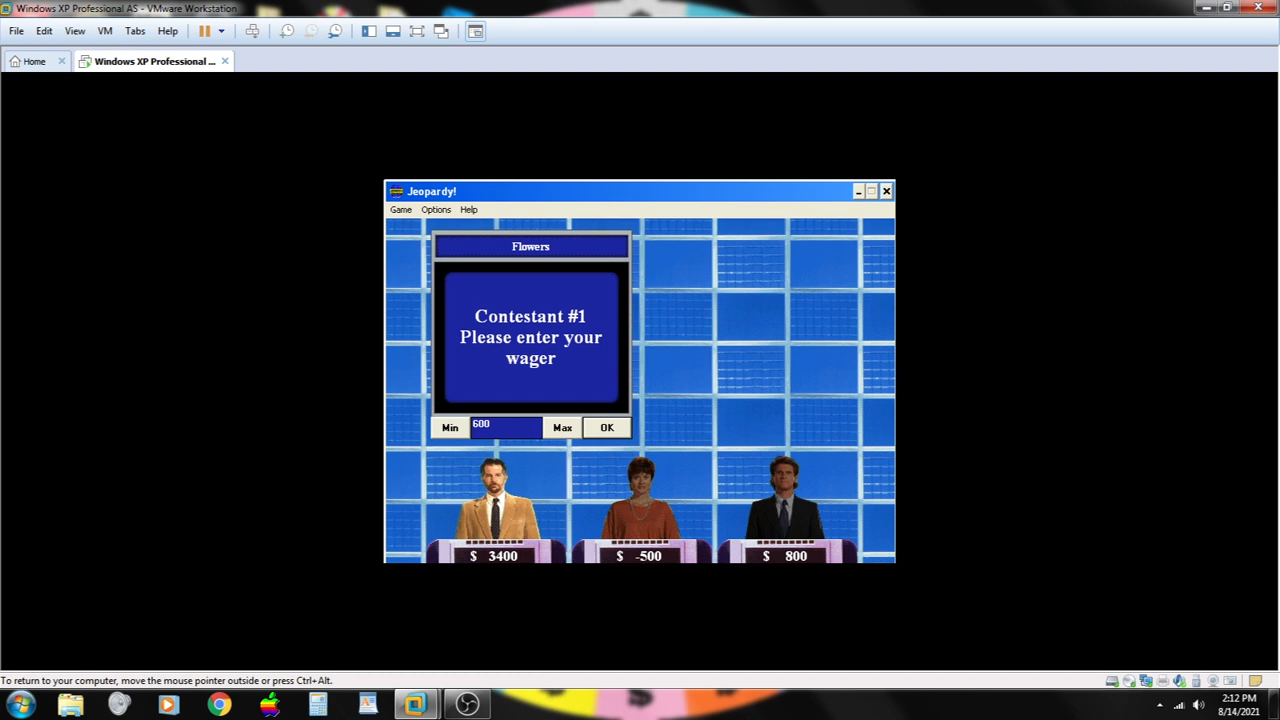 Windows XP Professional AS - VMware Workstation
File Edit View VM Tabs Help
Home
Windows XP Professional ...
Jeopardy!
Game Options Help
Flowers
Contestant #1
Please enter your
wager
Min 600 Max OK
$ 3400 $ -500 $ 800
To return to your computer, move the mouse pointer outside or press Ctrl+Alt.
2:12 PM
8/14/2021